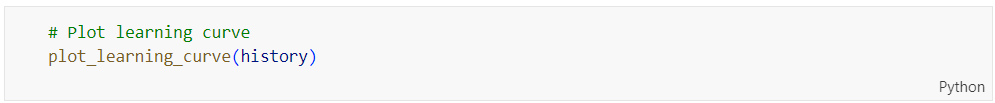 # Plot learning curve
plot_learning_curve(history)
Python